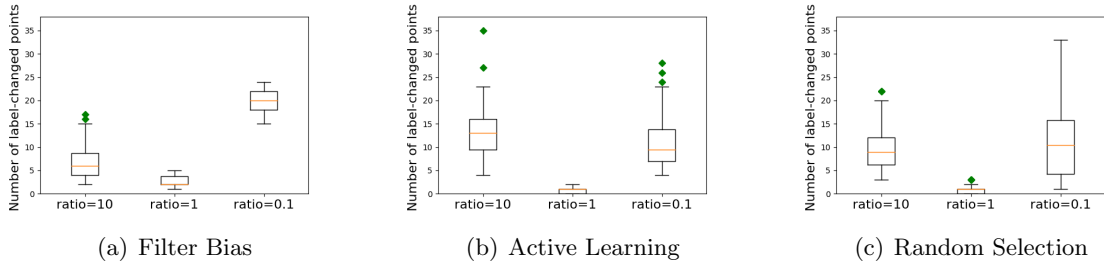 Number of label-changed points
35
30
25
20
15
10
5
0
ratio=10 ratio=1 ratio=0.1
(a) Filter Bias
Number of label-changed points
35
30
25
20
15
10
5
0
ratio=10 ratio=1 ratio=0.1
(b) Active Learning
Number of label-changed points
35
30
25
20
15
10
5
0
ratio=10 ratio=1 ratio=0.1
(c) Random Selection